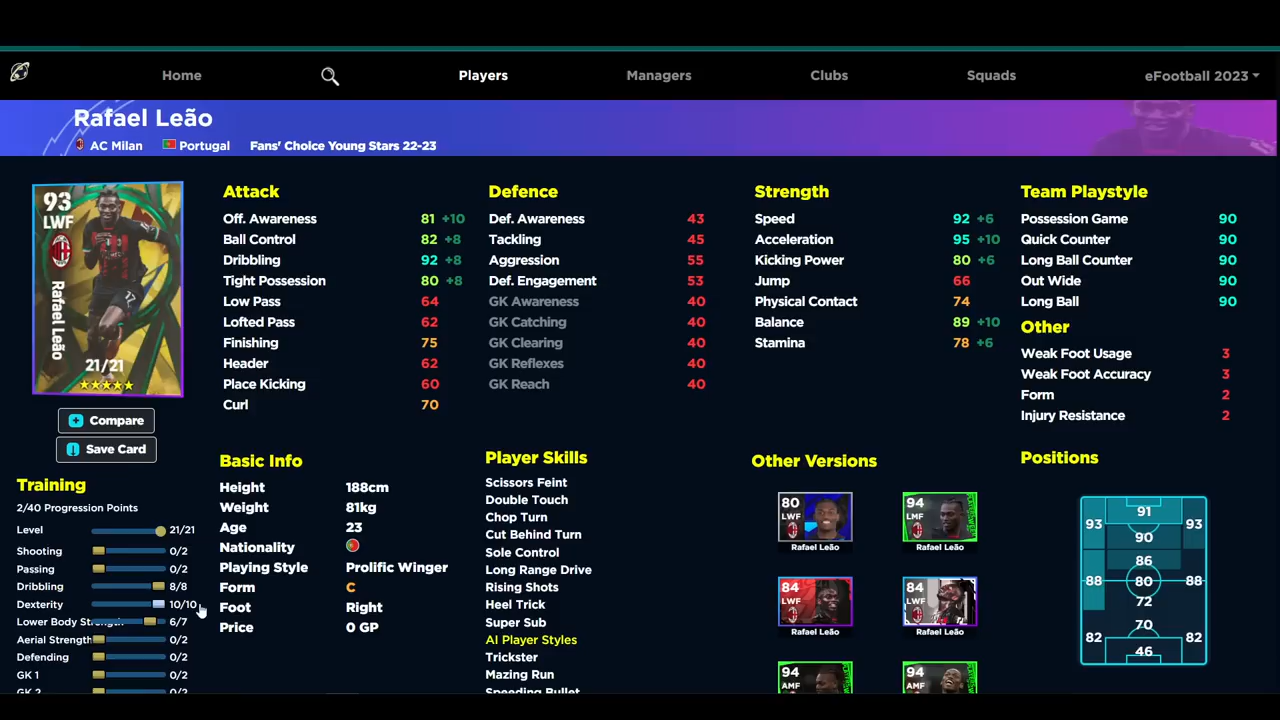 Home
Players
Managers
Clubs
Squads
eFootball 2023
Rafael Leão
AC Milan
Portugal
Fans' Choice Young Stars 22-23
93
LWF
Rafael Leão
21/21
Compare
Save Card
Training
2/40 Progression Points
Level 21/21
Shooting 0/2
Passing 0/2
Dribbling 8/8
Dexterity 10/10
Lower Body Strength 6/7
Aerial Strength 0/2
Defending 0/2
GK 1 0/2
GK 2 0/2
Attack
Off. Awareness 81 +10
Ball Control 82 +8
Dribbling 92 +8
Tight Possession 80 +8
Low Pass 64
Lofted Pass 62
Finishing 75
Header 62
Place Kicking 60
Curl 70
Defence
Def. Awareness 43
Tackling 45
Aggression 55
Def. Engagement 53
GK Awareness 40
GK Catching 40
GK Clearing 40
GK Reflexes 40
GK Reach 40
Strength
Speed 92 +6
Acceleration 95 +10
Kicking Power 80 +6
Jump 66
Physical Contact 74
Balance 89 +10
Stamina 78 +6
Team Playstyle
Possession Game 90
Quick Counter 90
Long Ball Counter 90
Out Wide 90
Long Ball 90
Other
Weak Foot Usage 3
Weak Foot Accuracy 3
Form 2
Injury Resistance 2
Basic Info
Height 188cm
Weight 81kg
Age 23
Nationality
Playing Style Prolific Winger
Form C
Foot Right
Price 0 GP
Player Skills
Scissors Feint
Double Touch
Chop Turn
Cut Behind Turn
Sole Control
Long Range Drive
Rising Shots
Heel Trick
Super Sub
AI Player Styles
Trickster
Mazing Run
Speeding Bullet
Other Versions
80
LWF
Rafael Leão
94
LMF
Rafael Leão
84
LWF
Rafael Leão
84
LWF
Rafael Leão
94
AMF
94
Positions
91
93 93
90
86
88 80 88
72
70
82 82
46